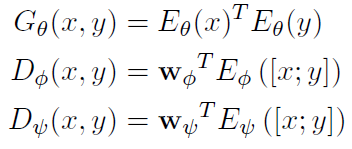 G_θ(x, y) = E_θ(x)^T E_θ(y)
D_ϕ(x, y) = 𝐰_ϕ^T E_ϕ ([x; y])
D_ψ(x, y) = 𝐰_ψ^T E_ψ ([x; y])